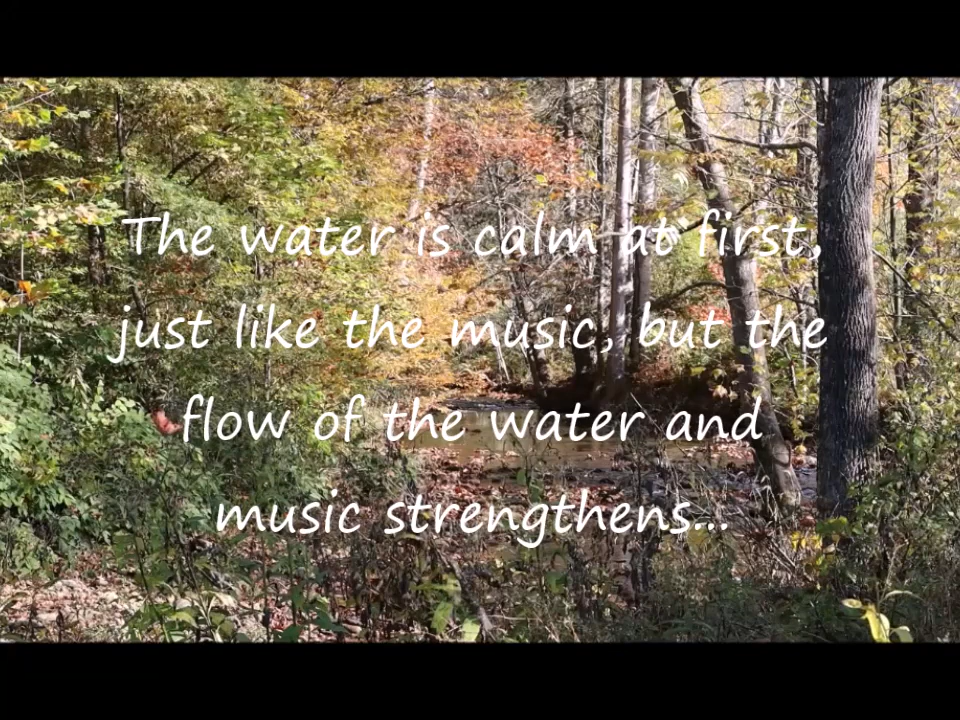 The water is calm at first,
just like the music, but the
flow of the water and
music strengthens...